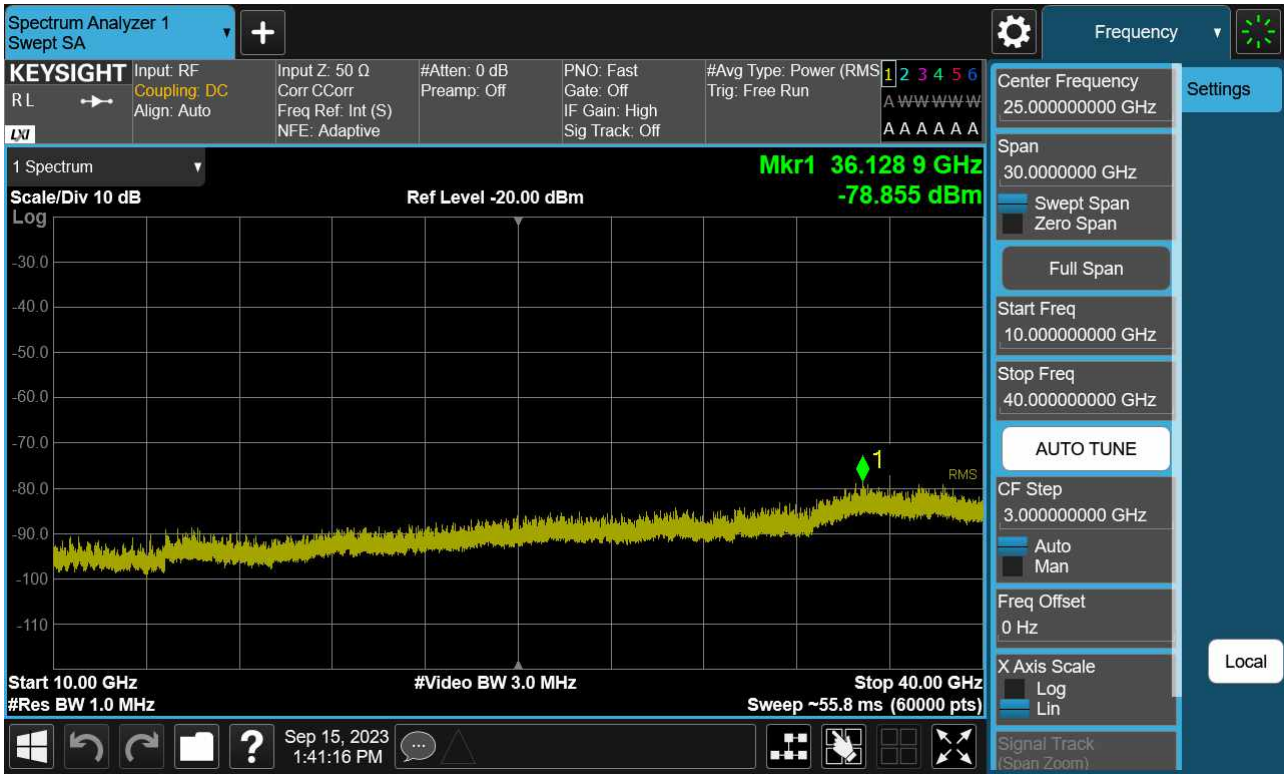 Spectrum Analyzer 1
Swept SA
Frequency
KEYSIGHT
R L
LXI
Input: RF
Coupling: DC
Align: Auto
Input Z: 50 Ω
Corr CCorr
Freq Ref: Int (S)
NFE: Adaptive
#Atten: 0 dB
Preamp: Off
PNO: Fast
Gate: Off
IF Gain: High
Sig Track: Off
#Avg Type: Power (RMS
Trig: Free Run
1 2 3 4 5 6
A W W W W W
A A A A A A
1 Spectrum
Mkr1 36.128 9 GHz
-78.855 dBm
Scale/Div 10 dB
Ref Level -20.00 dBm
Log
-30.0
-40.0
-50.0
-60.0
-70.0
-80.0
-90.0
-100
-110
1
RMS
Start 10.00 GHz
#Video BW 3.0 MHz
Stop 40.00 GHz
#Res BW 1.0 MHz
Sweep ~55.8 ms (60000 pts)
Center Frequency
25.000000000 GHz
Settings
Span
30.0000000 GHz
Swept Span
Zero Span
Full Span
Start Freq
10.000000000 GHz
Stop Freq
40.000000000 GHz
AUTO TUNE
CF Step
3.000000000 GHz
Auto
Man
Freq Offset
0 Hz
X Axis Scale
Log
Lin
Local
Signal Track
(Span Zoom)
Sep 15, 2023
1:41:16 PM